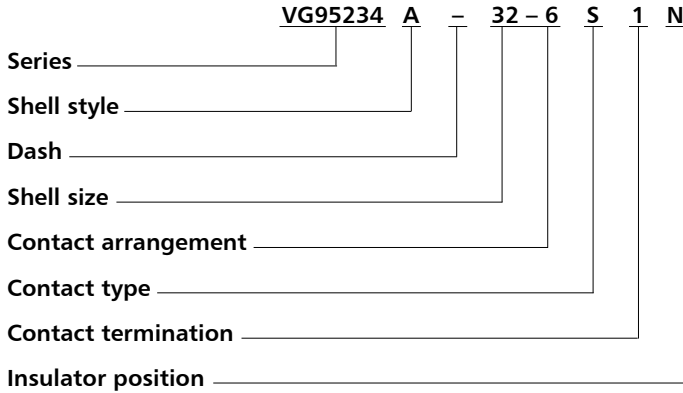 VG95234 A – 32 – 6 S 1 N
Series
Shell style
Dash
Shell size
Contact arrangement
Contact type
Contact termination
Insulator position